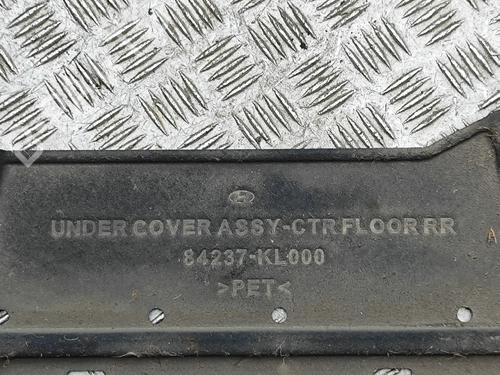 UNDER COVER ASSY-CTR FLOOR RR
84237-KL000
>PET<